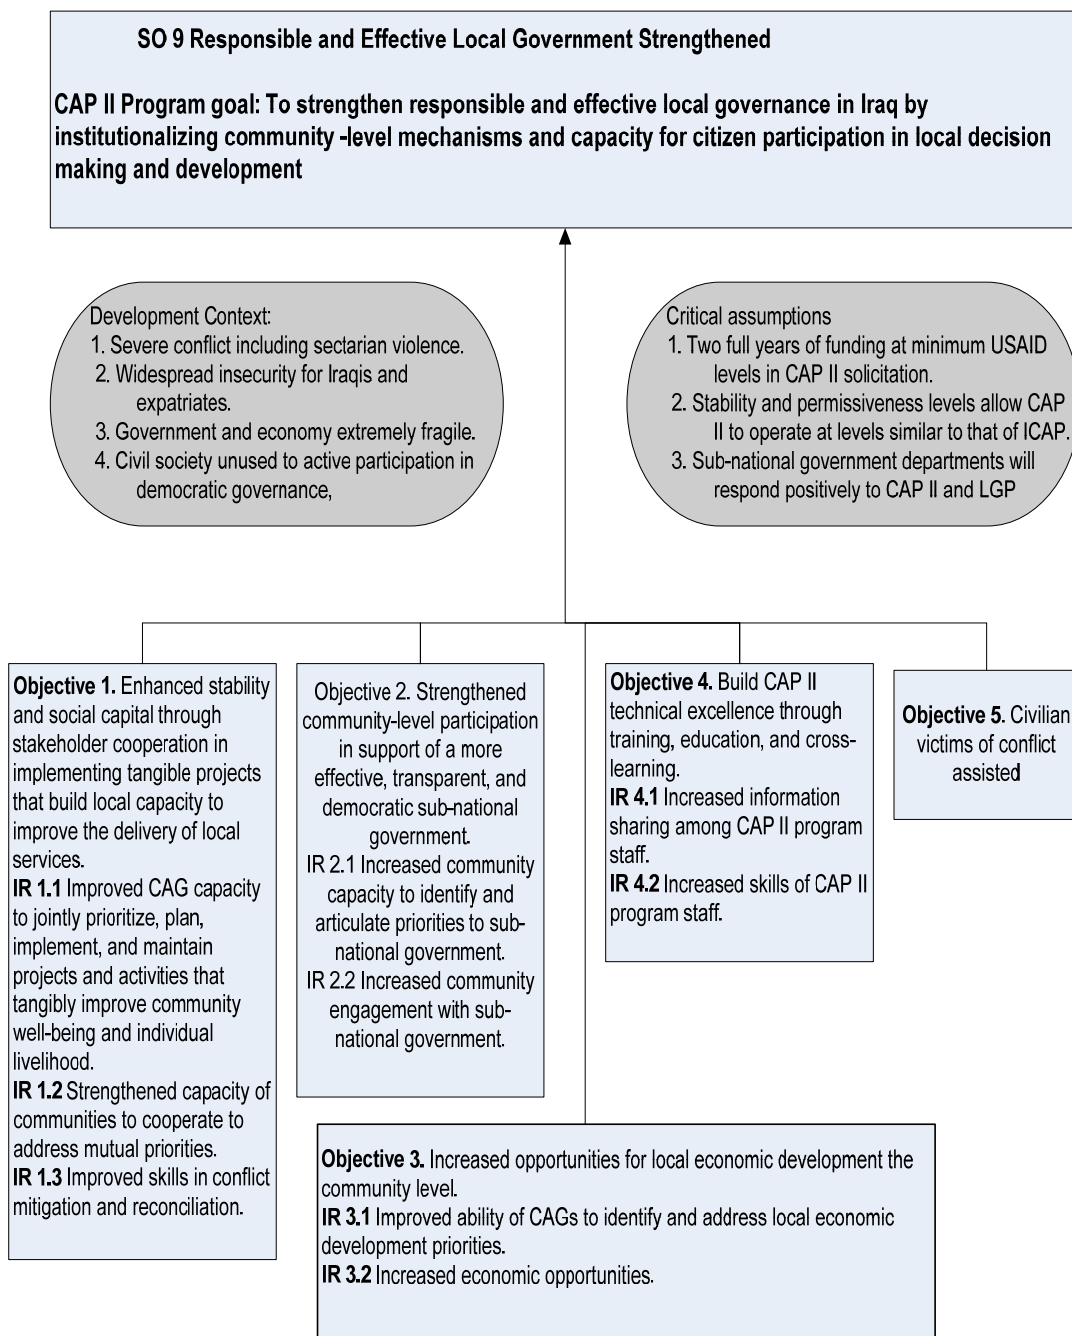 SO 9 Responsible and Effective Local Government Strengthened
CAP II Program goal: To strengthen responsible and effective local governance in Iraq by
institutionalizing community -level mechanisms and capacity for citizen participation in local decision
making and development
Development Context:
1. Severe conflict including sectarian violence.
2. Widespread insecurity for Iraqis and
expatriates.
3. Government and economy extremely fragile.
4. Civil society unused to active participation in
democratic governance,
Critical assumptions
1. Two full years of funding at minimum USAID
levels in CAP II solicitation.
2. Stability and permissiveness levels allow CAP
II to operate at levels similar to that of ICAP.
3. Sub-national government departments will
respond positively to CAP II and LGP
Objective 1. Enhanced stability
and social capital through
stakeholder cooperation in
implementing tangible projects
that build local capacity to
improve the delivery of local
services.
IR 1.1 Improved CAG capacity
to jointly prioritize, plan,
implement, and maintain
projects and activities that
tangibly improve community
well-being and individual
livelihood.
IR 1.2 Strengthened capacity of
communities to cooperate to
address mutual priorities.
IR 1.3 Improved skills in conflict
mitigation and reconciliation.
Objective 2. Strengthened
community-level participation
in support of a more
effective, transparent, and
democratic sub-national
government.
IR 2.1 Increased community
capacity to identify and
articulate priorities to sub-
national government.
IR 2.2 Increased community
engagement with sub-
national government.
Objective 4. Build CAP II
technical excellence through
training, education, and cross-
learning.
IR 4.1 Increased information
sharing among CAP II program
staff.
IR 4.2 Increased skills of CAP II
program staff.
Objective 5. Civilian
victims of conflict
assisted
Objective 3. Increased opportunities for local economic development the
community level.
IR 3.1 Improved ability of CAGs to identify and address local economic
development priorities.
IR 3.2 Increased economic opportunities.